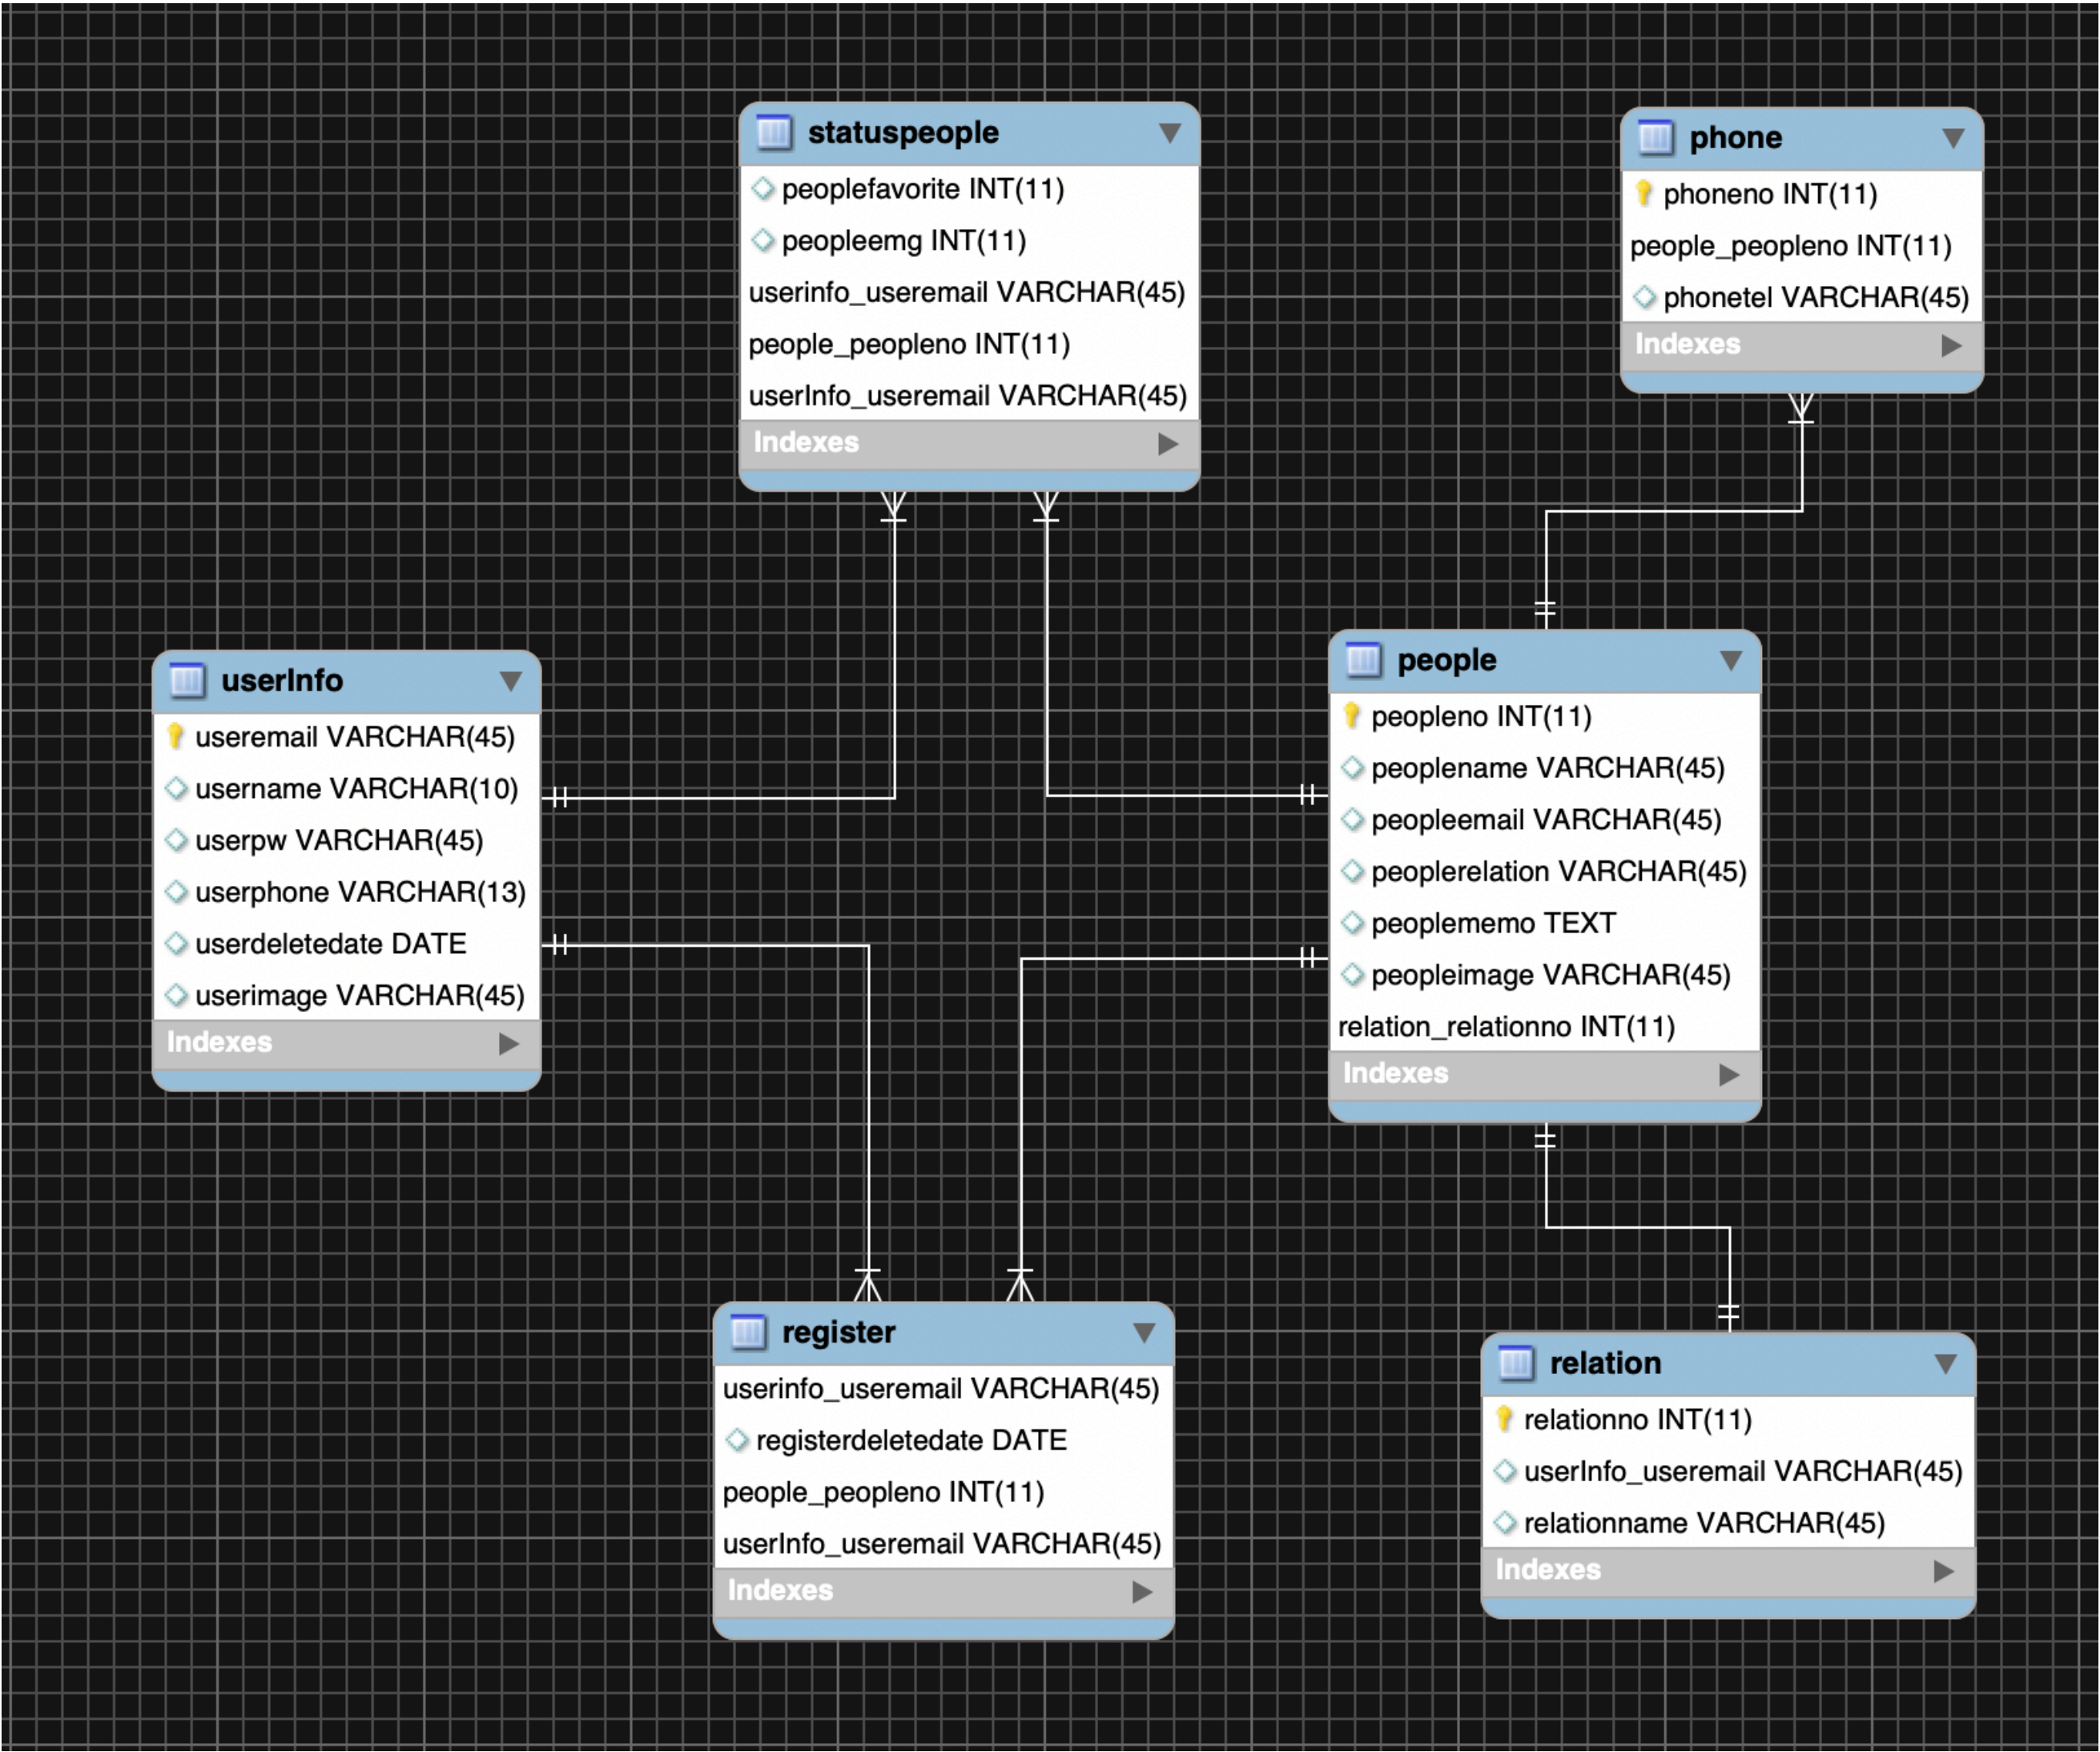 statuspeople
peoplefavorite INT(11)
peopleemg INT(11)
userinfo_useremail VARCHAR(45)
people_peopleno INT(11)
userInfo_useremail VARCHAR(45)
Indexes
phone
phoneno INT(11)
people_peopleno INT(11)
phonetel VARCHAR(45)
Indexes
userInfo
useremail VARCHAR(45)
username VARCHAR(10)
userpw VARCHAR(45)
userphone VARCHAR(13)
userdeletedate DATE
userimage VARCHAR(45)
Indexes
people
peopleno INT(11)
peoplename VARCHAR(45)
peopleemail VARCHAR(45)
peoplerelation VARCHAR(45)
peoplememo TEXT
peopleimage VARCHAR(45)
relation_relationno INT(11)
Indexes
register
userinfo_useremail VARCHAR(45)
registerdeletedate DATE
people_peopleno INT(11)
userInfo_useremail VARCHAR(45)
Indexes
relation
relationno INT(11)
userInfo_useremail VARCHAR(45)
relationname VARCHAR(45)
Indexes